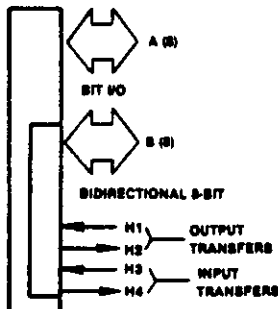 A (8)
BIT I/O
B (8)
BIDIRECTIONAL 8-BIT
H1
H2
OUTPUT
TRANSFERS
H3
H4
INPUT
TRANSFERS